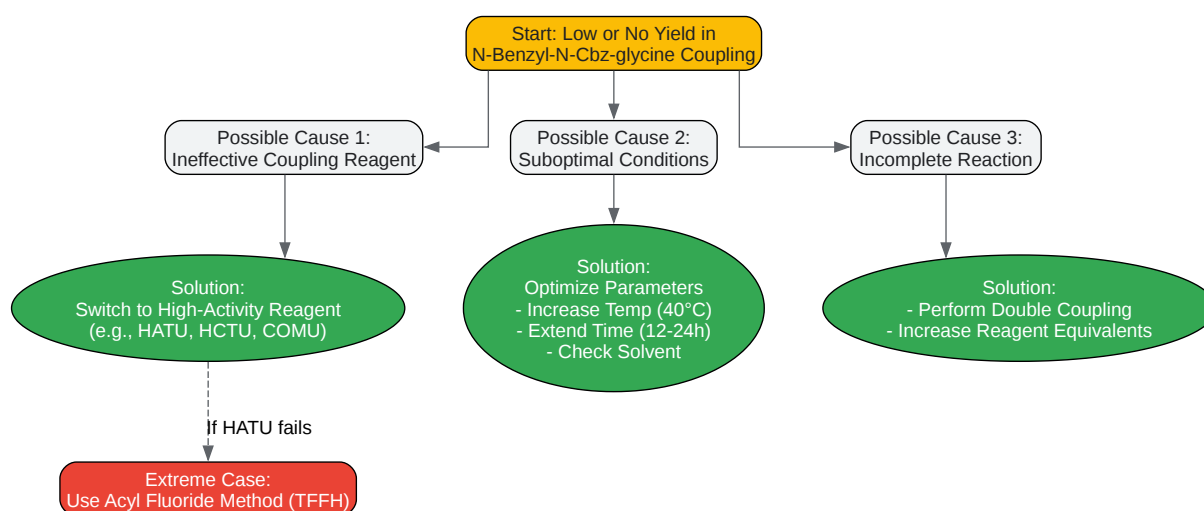 Start: Low or No Yield in
N-Benzyl-N-Cbz-glycine Coupling
Possible Cause 1:
Ineffective Coupling Reagent
Possible Cause 2:
Suboptimal Conditions
Possible Cause 3:
Incomplete Reaction
Solution:
Switch to High-Activity Reagent
(e.g., HATU, HCTU, COMU)
Solution:
Optimize Parameters
- Increase Temp (40°C)
- Extend Time (12-24h)
- Check Solvent
Solution:
- Perform Double Coupling
- Increase Reagent Equivalents
If HATU fails
Extreme Case:
Use Acyl Fluoride Method (TFFH)